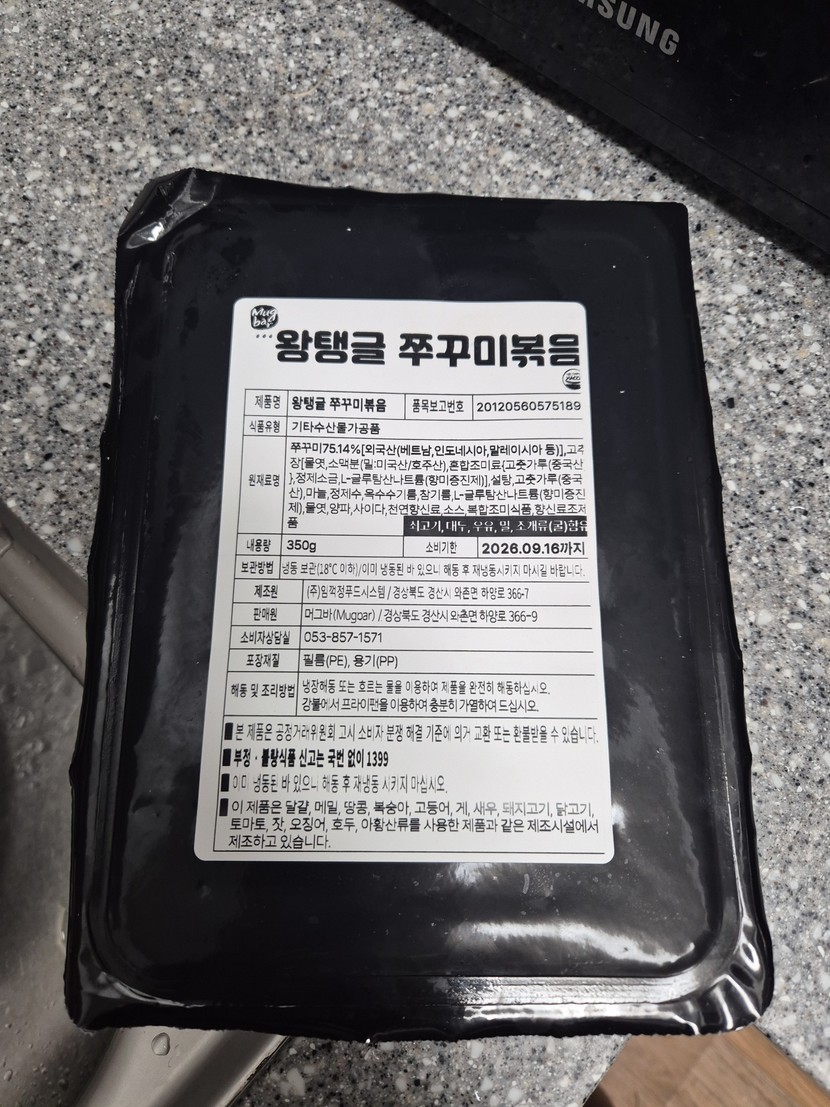 SAMSUNG
Mug bar
왕탱글 쭈꾸미볶음
HACCP
제품명 왕탱글 쭈꾸미볶음 품목보고번호 20120560575189
식품유형 기타수산물가공품
원재료명 쭈꾸미75.14%[외국산(베트남,인도네시아,말레이시아 등)],고추
장[물엿,소맥분(밀:미국산/호주산),혼합조미료{고춧가루(중국산
},정제소금,L-글루탐산나트륨(향미증진제)],설탕,고춧가루(중국
산),마늘,정제수,옥수수기름,참기름,L-글루탐산나트륨(향미증진
제),물엿,양파,사이다,천연향신료,소스,복합조미식품,향신료조제
품 쇠고기,대두,우유,밀,조개류(굴)함유
내용량 350g 소비기한 2026.09.16까지
보관방법 냉동 보관(18℃ 이하)/이미 냉동된 바 있으니 해동 후 재냉동시키지 마시길 바랍니다.
제조원 (주)임꺽정푸드시스템 / 경상북도 경산시 와촌면 하양로 366-7
판매원 머그바(Mugbar) / 경상북도 경산시 와촌면 하양로 366-9
소비자상담실 053-857-1571
포장재질 필름(PE), 용기(PP)
해동 및 조리방법 냉장해동 또는 흐르는 물을 이용하여 제품을 완전히 해동하십시오.
강불에서 프라이팬을 이용하여 충분히 가열하여 드십시오.
본 제품은 공정거래위원회 고시 소비자 분쟁 해결 기준에 의거 교환 또는 환불받을 수 있습니다.
부정 · 불량식품 신고는 국번 없이 1399
이미 냉동된 바 있으니 해동 후 재냉동 시키지 마십시오.
이 제품은 달걀, 메밀, 땅콩, 복숭아, 고등어, 게, 새우, 돼지고기, 닭고기,
토마토, 잣, 오징어, 호두, 아황산류를 사용한 제품과 같은 제조시설에서
제조하고 있습니다.